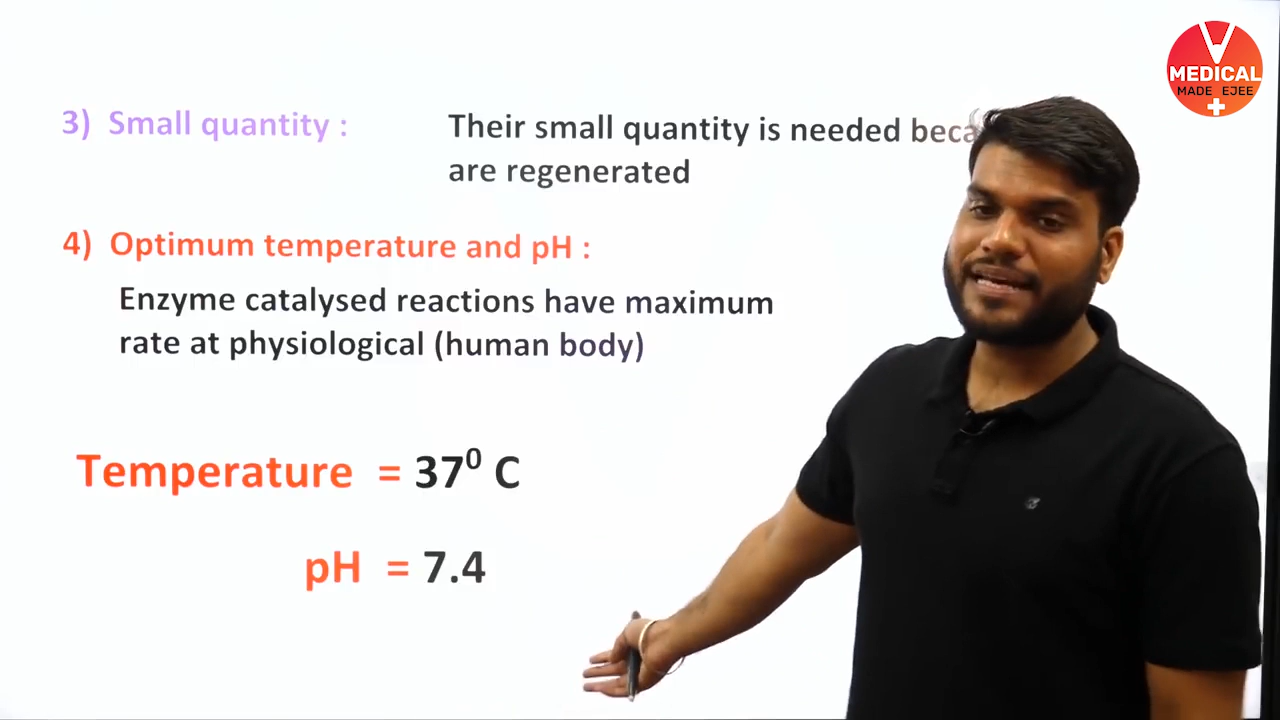 MEDICAL
MADE EJEE
3) Small quantity :
Their small quantity is needed
are regenerated
4) Optimum temperature and pH :
Enzyme catalysed reactions have maximum
rate at physiological (human body)
Temperature = 37⁰ C
pH = 7.4